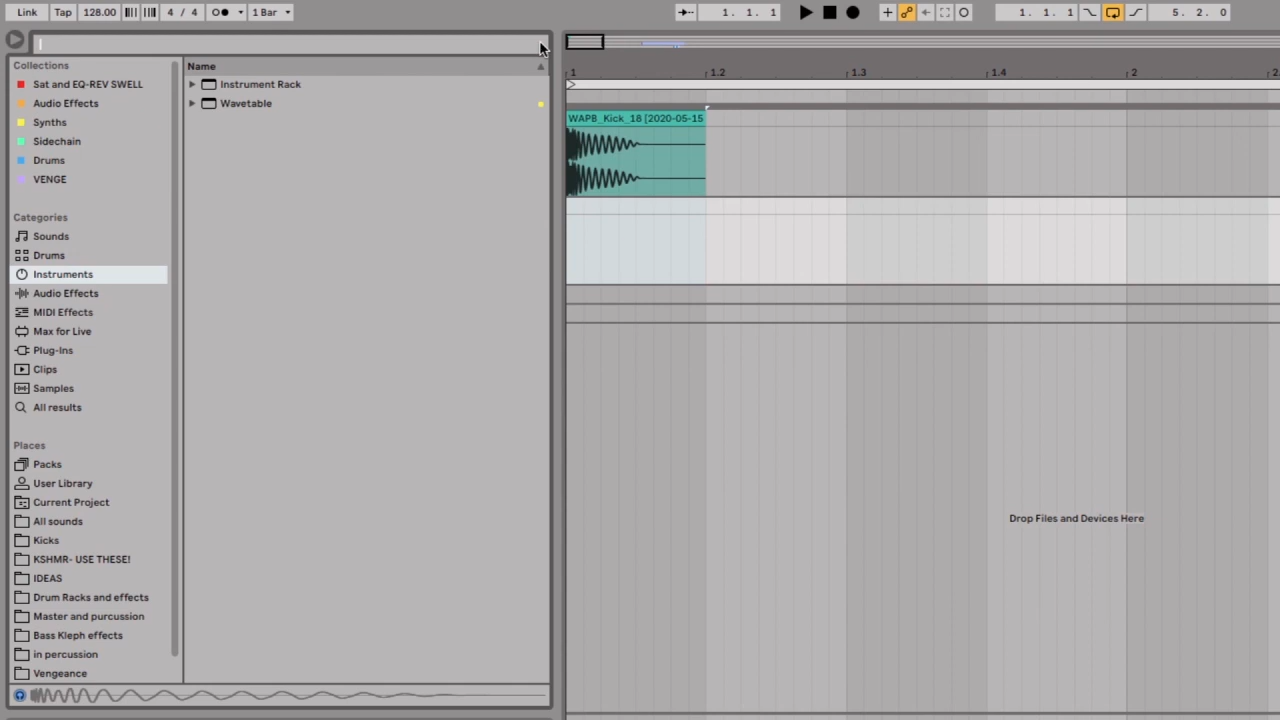 Link Tap 128.00 4 / 4 1 Bar 1. 1. 1 1. 1. 1 5. 2. 0
Collections
Sat and EQ-REV SWELL
Audio Effects
Synths
Sidechain
Drums
VENGE
Categories
Sounds
Drums
Instruments
Audio Effects
MIDI Effects
Max for Live
Plug-Ins
Clips
Samples
All results
Places
Packs
User Library
Current Project
All sounds
Kicks
KSHMR- USE THESE!
IDEAS
Drum Racks and effects
Master and purcussion
Bass Kleph effects
in percussion
Vengeance
Name
Instrument Rack
Wavetable
1 1.2 1.3 1.4 2
WAPB_Kick_18 [2020-05-15
Drop Files and Devices Here